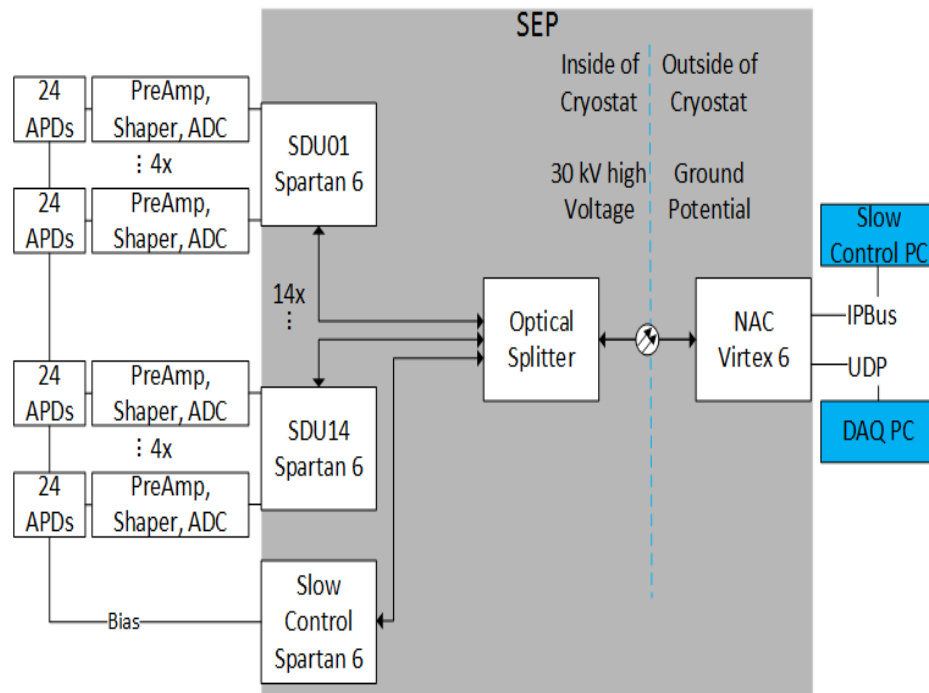 SEP
Inside of
Cryostat
Outside of
Cryostat
30 kV high
Voltage
Ground
Potential
24
APDs
PreAmp,
Shaper, ADC
⋮ 4x
24
APDs
PreAmp,
Shaper, ADC
SDU01
Spartan 6
14x
⋮
24
APDs
PreAmp,
Shaper, ADC
⋮ 4x
24
APDs
PreAmp,
Shaper, ADC
SDU14
Spartan 6
Bias
Slow
Control
Spartan 6
Optical
Splitter
NAC
Virtex 6
Slow
Control PC
IPBus
UDP
DAQ PC